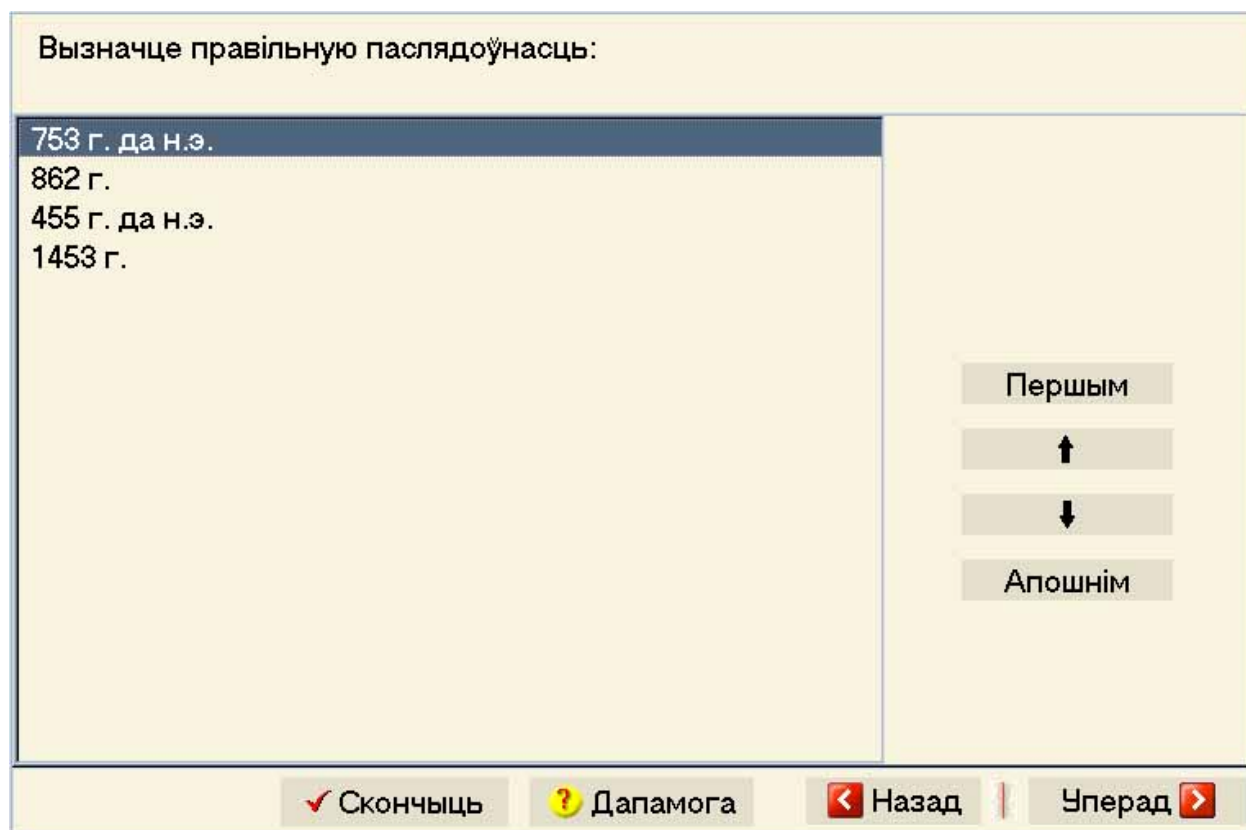 Вызначце правільную паслядоўнасць:
753 г. да н.э.
862 г.
455 г. да н.э.
1453 г.
Першым
Апошнім
Скончыць
Дапамога
Назад
Уперад